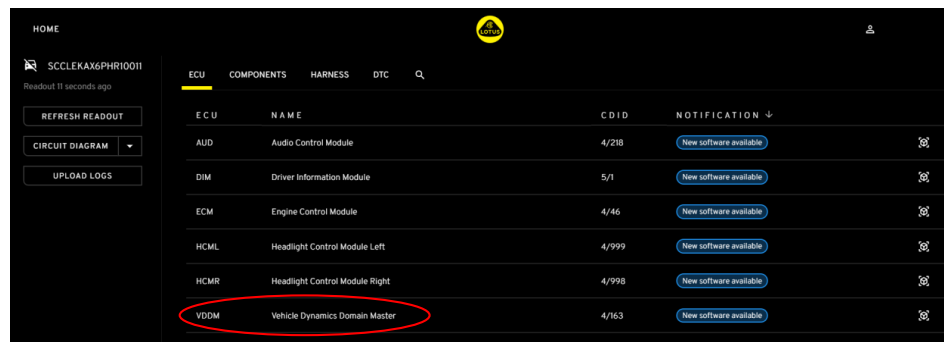 HOME
LOTUS
SCCLEKAX6PHR10011
Readout 11 seconds ago
REFRESH READOUT
CIRCUIT DIAGRAM
UPLOAD LOGS
ECU COMPONENTS HARNESS DTC
ECU NAME CDID NOTIFICATION
AUD Audio Control Module 4/218 New software available
DIM Driver Information Module 5/1 New software available
ECM Engine Control Module 4/46 New software available
HCML Headlight Control Module Left 4/999 New software available
HCMR Headlight Control Module Right 4/998 New software available
VDDM Vehicle Dynamics Domain Master 4/163 New software available